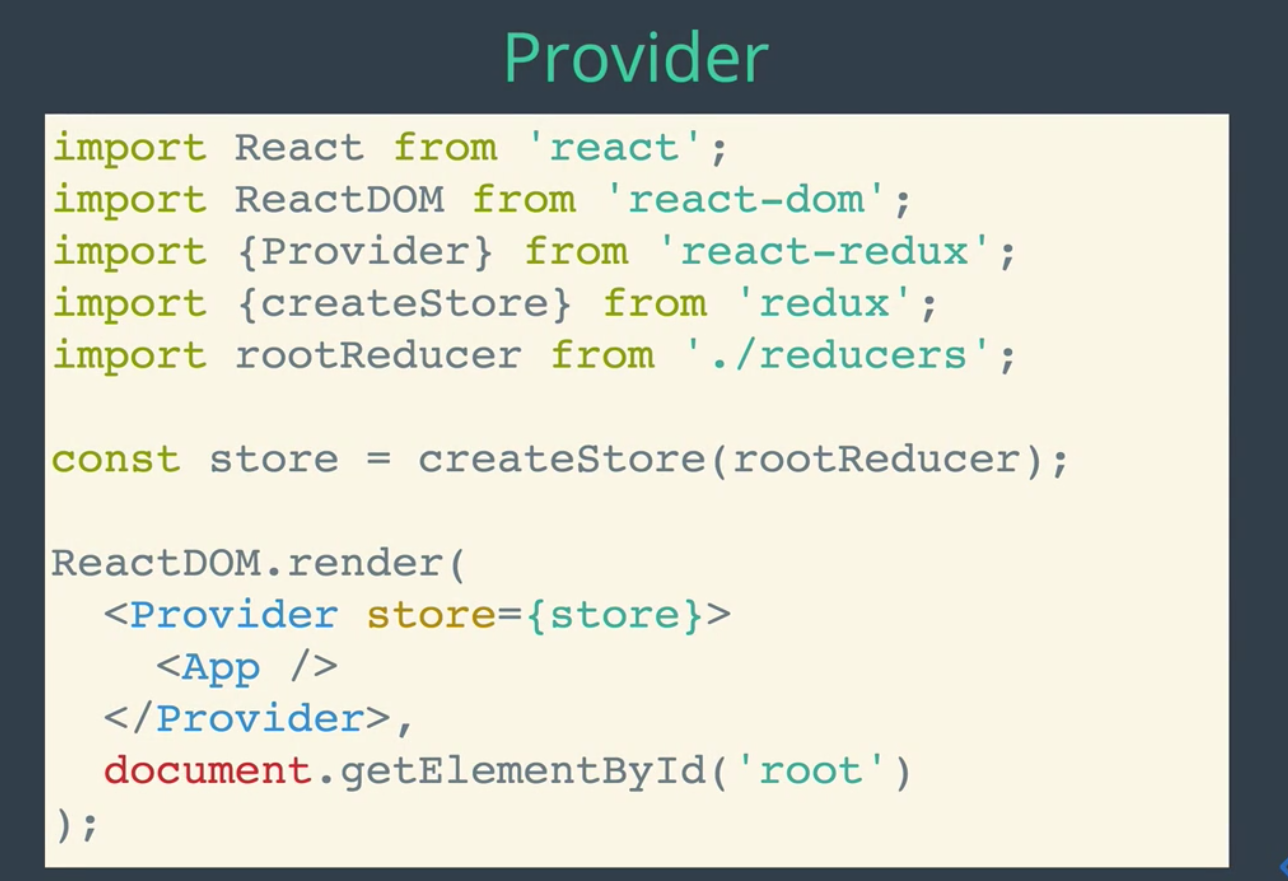 Provider
import React from 'react';
import ReactDOM from 'react-dom';
import {Provider} from 'react-redux';
import {createStore} from 'redux';
import rootReducer from './reducers';
const store = createStore(rootReducer);
ReactDOM.render(
  <Provider store={store}>
    <App />
  </Provider>,
  document.getElementById('root')
);